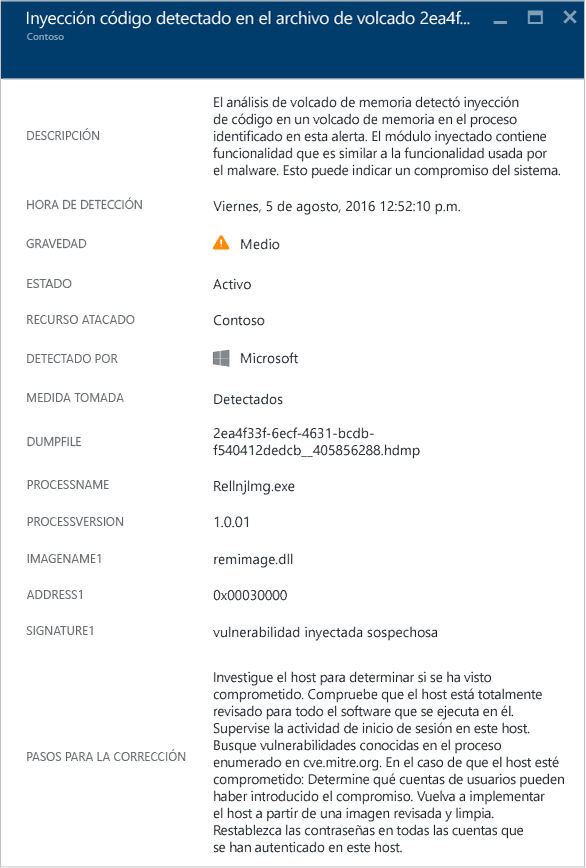 Inyección código detectado en el archivo de volcado 2ea4f...
Contoso
DESCRIPCIÓN
El análisis de volcado de memoria detectó inyección
de código en un volcado de memoria en el proceso
identificado en esta alerta. El módulo inyectado contiene
funcionalidad que es similar a la funcionalidad usada por
el malware. Esto puede indicar un compromiso del sistema.
HORA DE DETECCIÓN
Viernes, 5 de agosto, 2016 12:52:10 p.m.
GRAVEDAD
Medio
ESTADO
Activo
RECURSO ATACADO
Contoso
DETECTADO POR
Microsoft
MEDIDA TOMADA
Detectados
DUMPFILE
2ea4f33f-6ecf-4631-bcdb-
f540412dedcb__405856288.hdmp
PROCESSNAME
Rellnjlmg.exe
PROCESSVERSION
1.0.01
IMAGENAME1
remimage.dll
ADDRESS1
0x00030000
SIGNATURE1
vulnerabilidad inyectada sospechosa
PASOS PARA LA CORRECCIÓN
Investigue el host para determinar si se ha visto
comprometido. Compruebe que el host está totalmente
revisado para todo el software que se ejecuta en él.
Supervise la actividad de inicio de sesión en este host.
Busque vulnerabilidades conocidas en el proceso
enumerado en cve.mitre.org. En el caso de que el host esté
comprometido: Determine qué cuentas de usuarios pueden
haber introducido el compromiso. Vuelva a implementar
el host a partir de una imagen revisada y limpia.
Restablezca las contraseñas en todas las cuentas que
se han autenticado en este host.